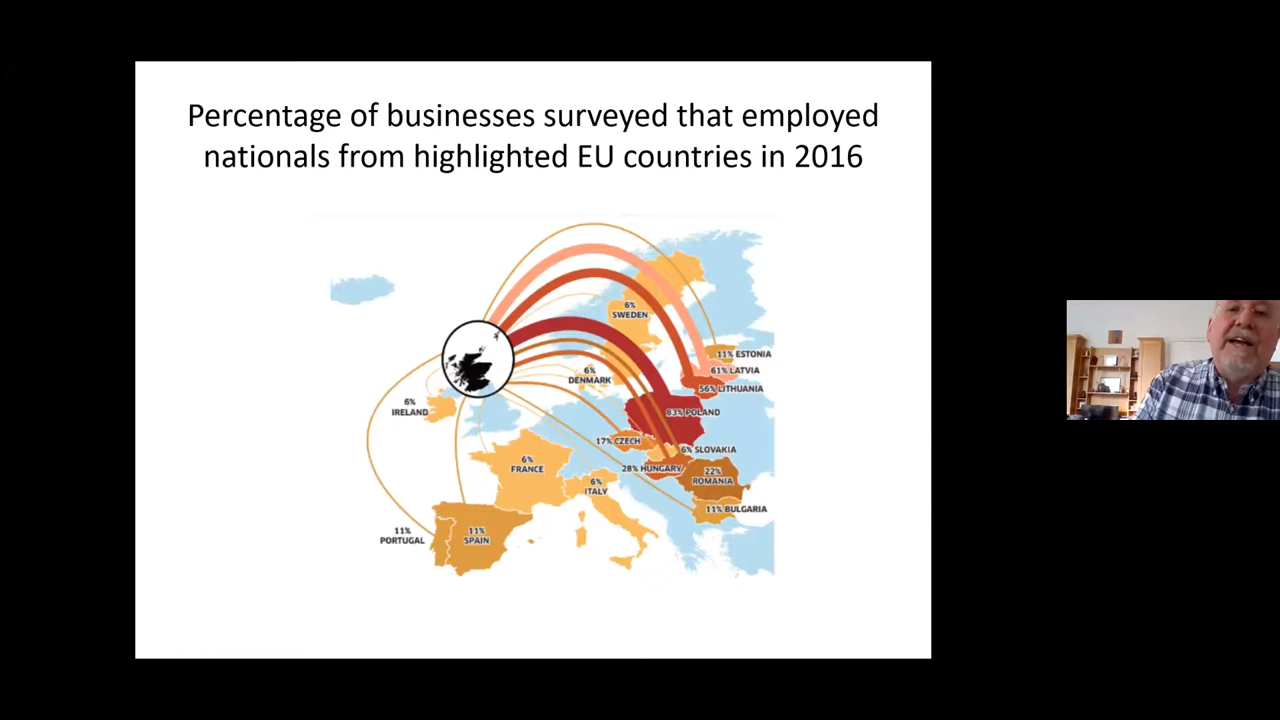 Percentage of businesses surveyed that employed
nationals from highlighted EU countries in 2016
6%
SWEDEN
11% ESTONIA
61% LATVIA
6%
DENMARK
56% LITHUANIA
6%
IRELAND
83% POLAND
17% CZECH
6% SLOVAKIA
6%
FRANCE
28% HUNGARY
22%
ROMANIA
6%
ITALY
11% BULGARIA
11%
PORTUGAL
11%
SPAIN